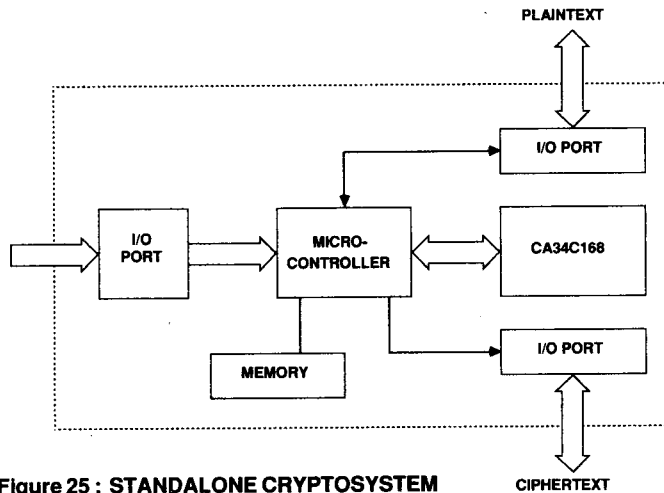 PLAINTEXT
I/O PORT
I/O
PORT
MICRO-
CONTROLLER
CA34C168
I/O PORT
MEMORY
Figure 25 : STANDALONE CRYPTOSYSTEM
CIPHERTEXT